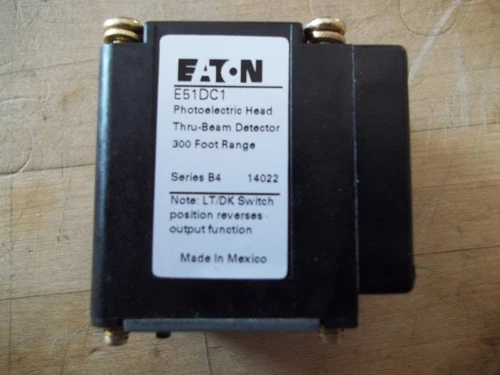 EATON
E51DC1
Photoelectric Head
Thru-Beam Detector
300 Foot Range
Series B4 14022
Note: LT/DK Switch
position reverses
output function
Made In Mexico